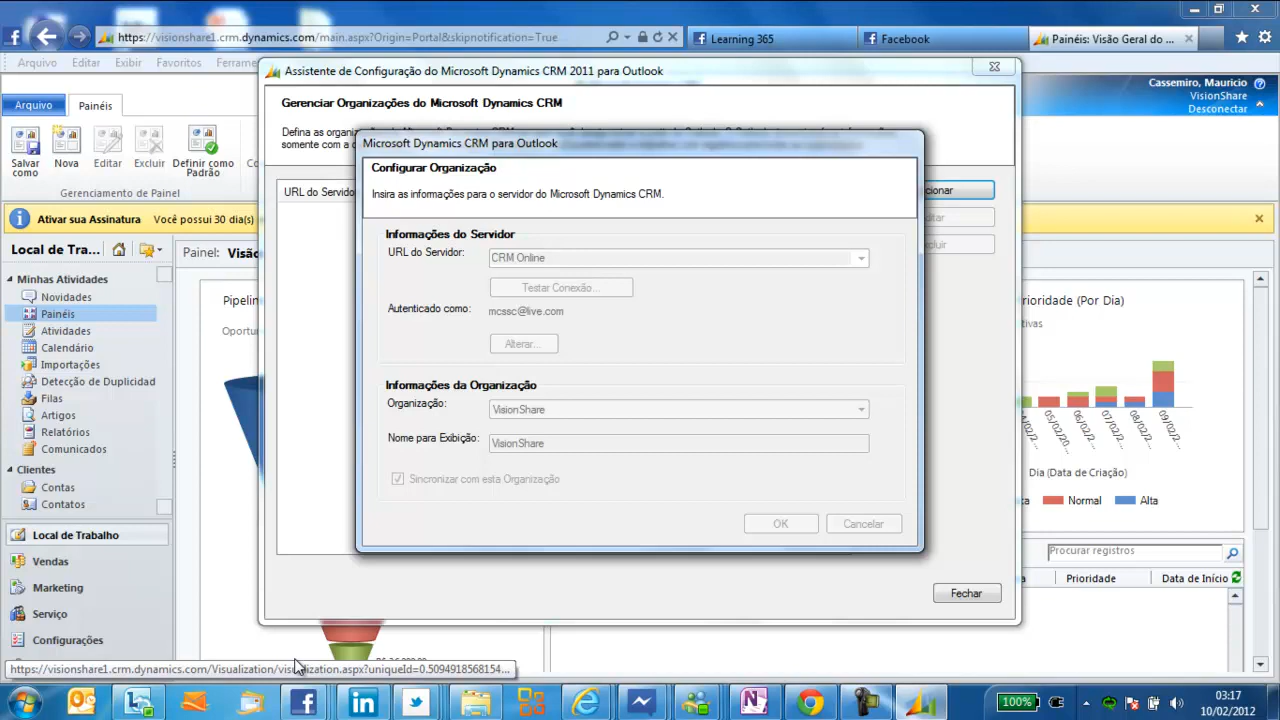 https://visionshare1.crm.dynamics.com/main.aspx?Origin=Portal&skipnotification=True
Learning 365
Facebook
Painéis: Visão Geral do ...
Arquivo
Editar
Exibir
Favoritos
Assistente de Configuração do Microsoft Dynamics CRM 2011 para Outlook
Cassemiro, Mauricio
VisionShare
Desconectar
Arquivo
Painéis
Gerenciar Organizações do Microsoft Dynamics CRM
Salvar como
Nova
Editar
Excluir
Definir como Padrão
Gerenciamento de Painel
somente com a
URL do Servido
Microsoft Dynamics CRM para Outlook
Configurar Organização
Insira as informações para o servidor do Microsoft Dynamics CRM.
Informações do Servidor
URL do Servidor:
CRM Online
Testar Conexão...
Autenticado como:
mcssc@live.com
Alterar...
Informações da Organização
Organização:
VisionShare
Nome para Exibição:
VisionShare
Sincronizar com esta Organização
OK
Cancelar
Fechar
Ativar sua Assinatura
Você possui 30 dia(s)
Local de Tra...
Painel:
Minhas Atividades
Novidades
Painéis
Atividades
Calendário
Importações
Detecção de Duplicidad
Filas
Artigos
Relatórios
Comunicados
Clientes
Contas
Contatos
Local de Trabalho
Vendas
Marketing
Serviço
Configurações
Pipelin
Oportu
rioridade (Por Dia)
Dia (Data de Criação)
Normal
Alta
Procurar registros
Prioridade
Data de Início
https://visionshare1.crm.dynamics.com/Visualization/visualization.aspx?uniqueId=0.5094918568154...
100%
03:17
10/02/2012